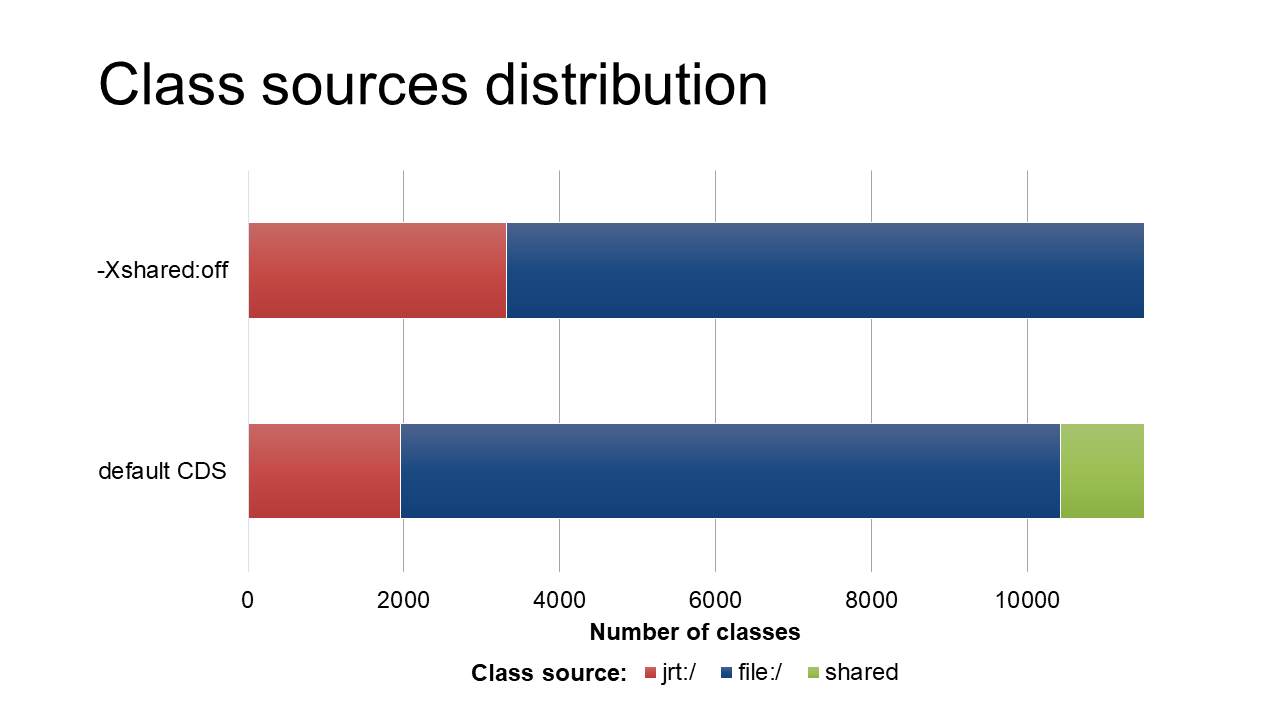 Class sources distribution
-Xshared:off
default CDS
0 2000 4000 6000 8000 10000
Number of classes
Class source: jrt:/ file:/ shared